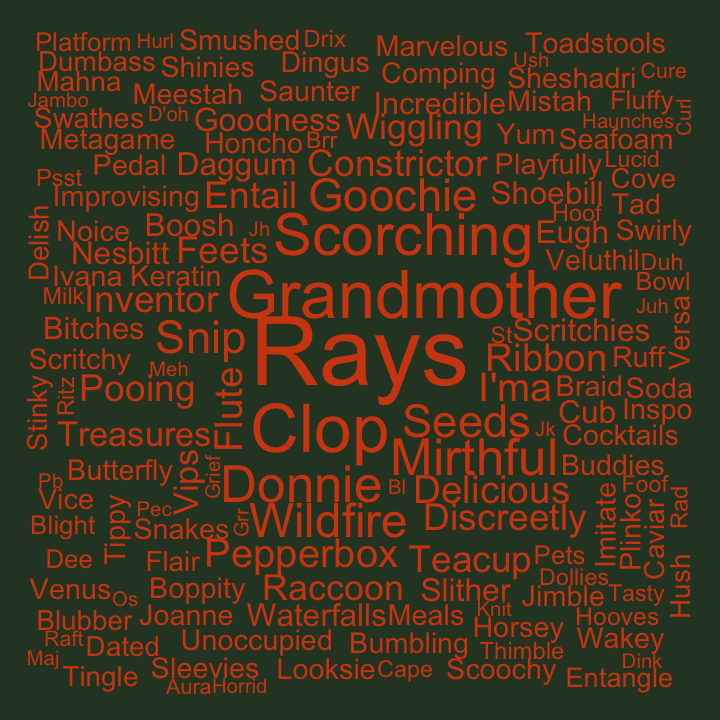 Platform Hurl Smushed Drix Marvelous Toadstools
Dumbass Shinies Dingus Comping Ush Sheshadri Cure
Mahna Meestah Saunter Incredible Mistah Fluffy
Jambo Swathes D'oh Goodness Wiggling Yum Haunches Curl
Metagame Honcho Brr Seafoam
Pedal Daggum Constrictor Playfully Lucid
Psst Improvising Entail Goochie Shoebill Cove
Delish Noice Boosh Jh Scorching Hoof Tad
Nesbitt Feets Eugh Swirly
Ivana Keratin Veluthil Duh
Milk Inventor Grandmother Bowl Juh Versa
Bitches Snip Rays St Scritchies
Scritchy Meh Ribbon Ruff
Stinky Ritz Pooing Flute I'ma Braid Soda
Treasures Clop Seeds Jk Cub Inspo
Cocktails
Butterfly Vips Grief Mirthful Buddies
Pb Vice Donnie Bl Delicious Foof
Blight Tippy Pec Snakes Grr Wildfire Discreetly Imitate Plinko Caviar Rad
Dee Flair Pepperbox Teacup Pets Hush
Venus Os Boppity Raccoon Slither Dollies Jimble Tasty
Blubber Joanne Waterfalls Meals Knit Horsey Hooves
Raft Dated Unoccupied Bumbling Thimble Wakey
Maj Tingle Sleevies Looksie Cape Scoochy Dink
Aura Horrid Entangle